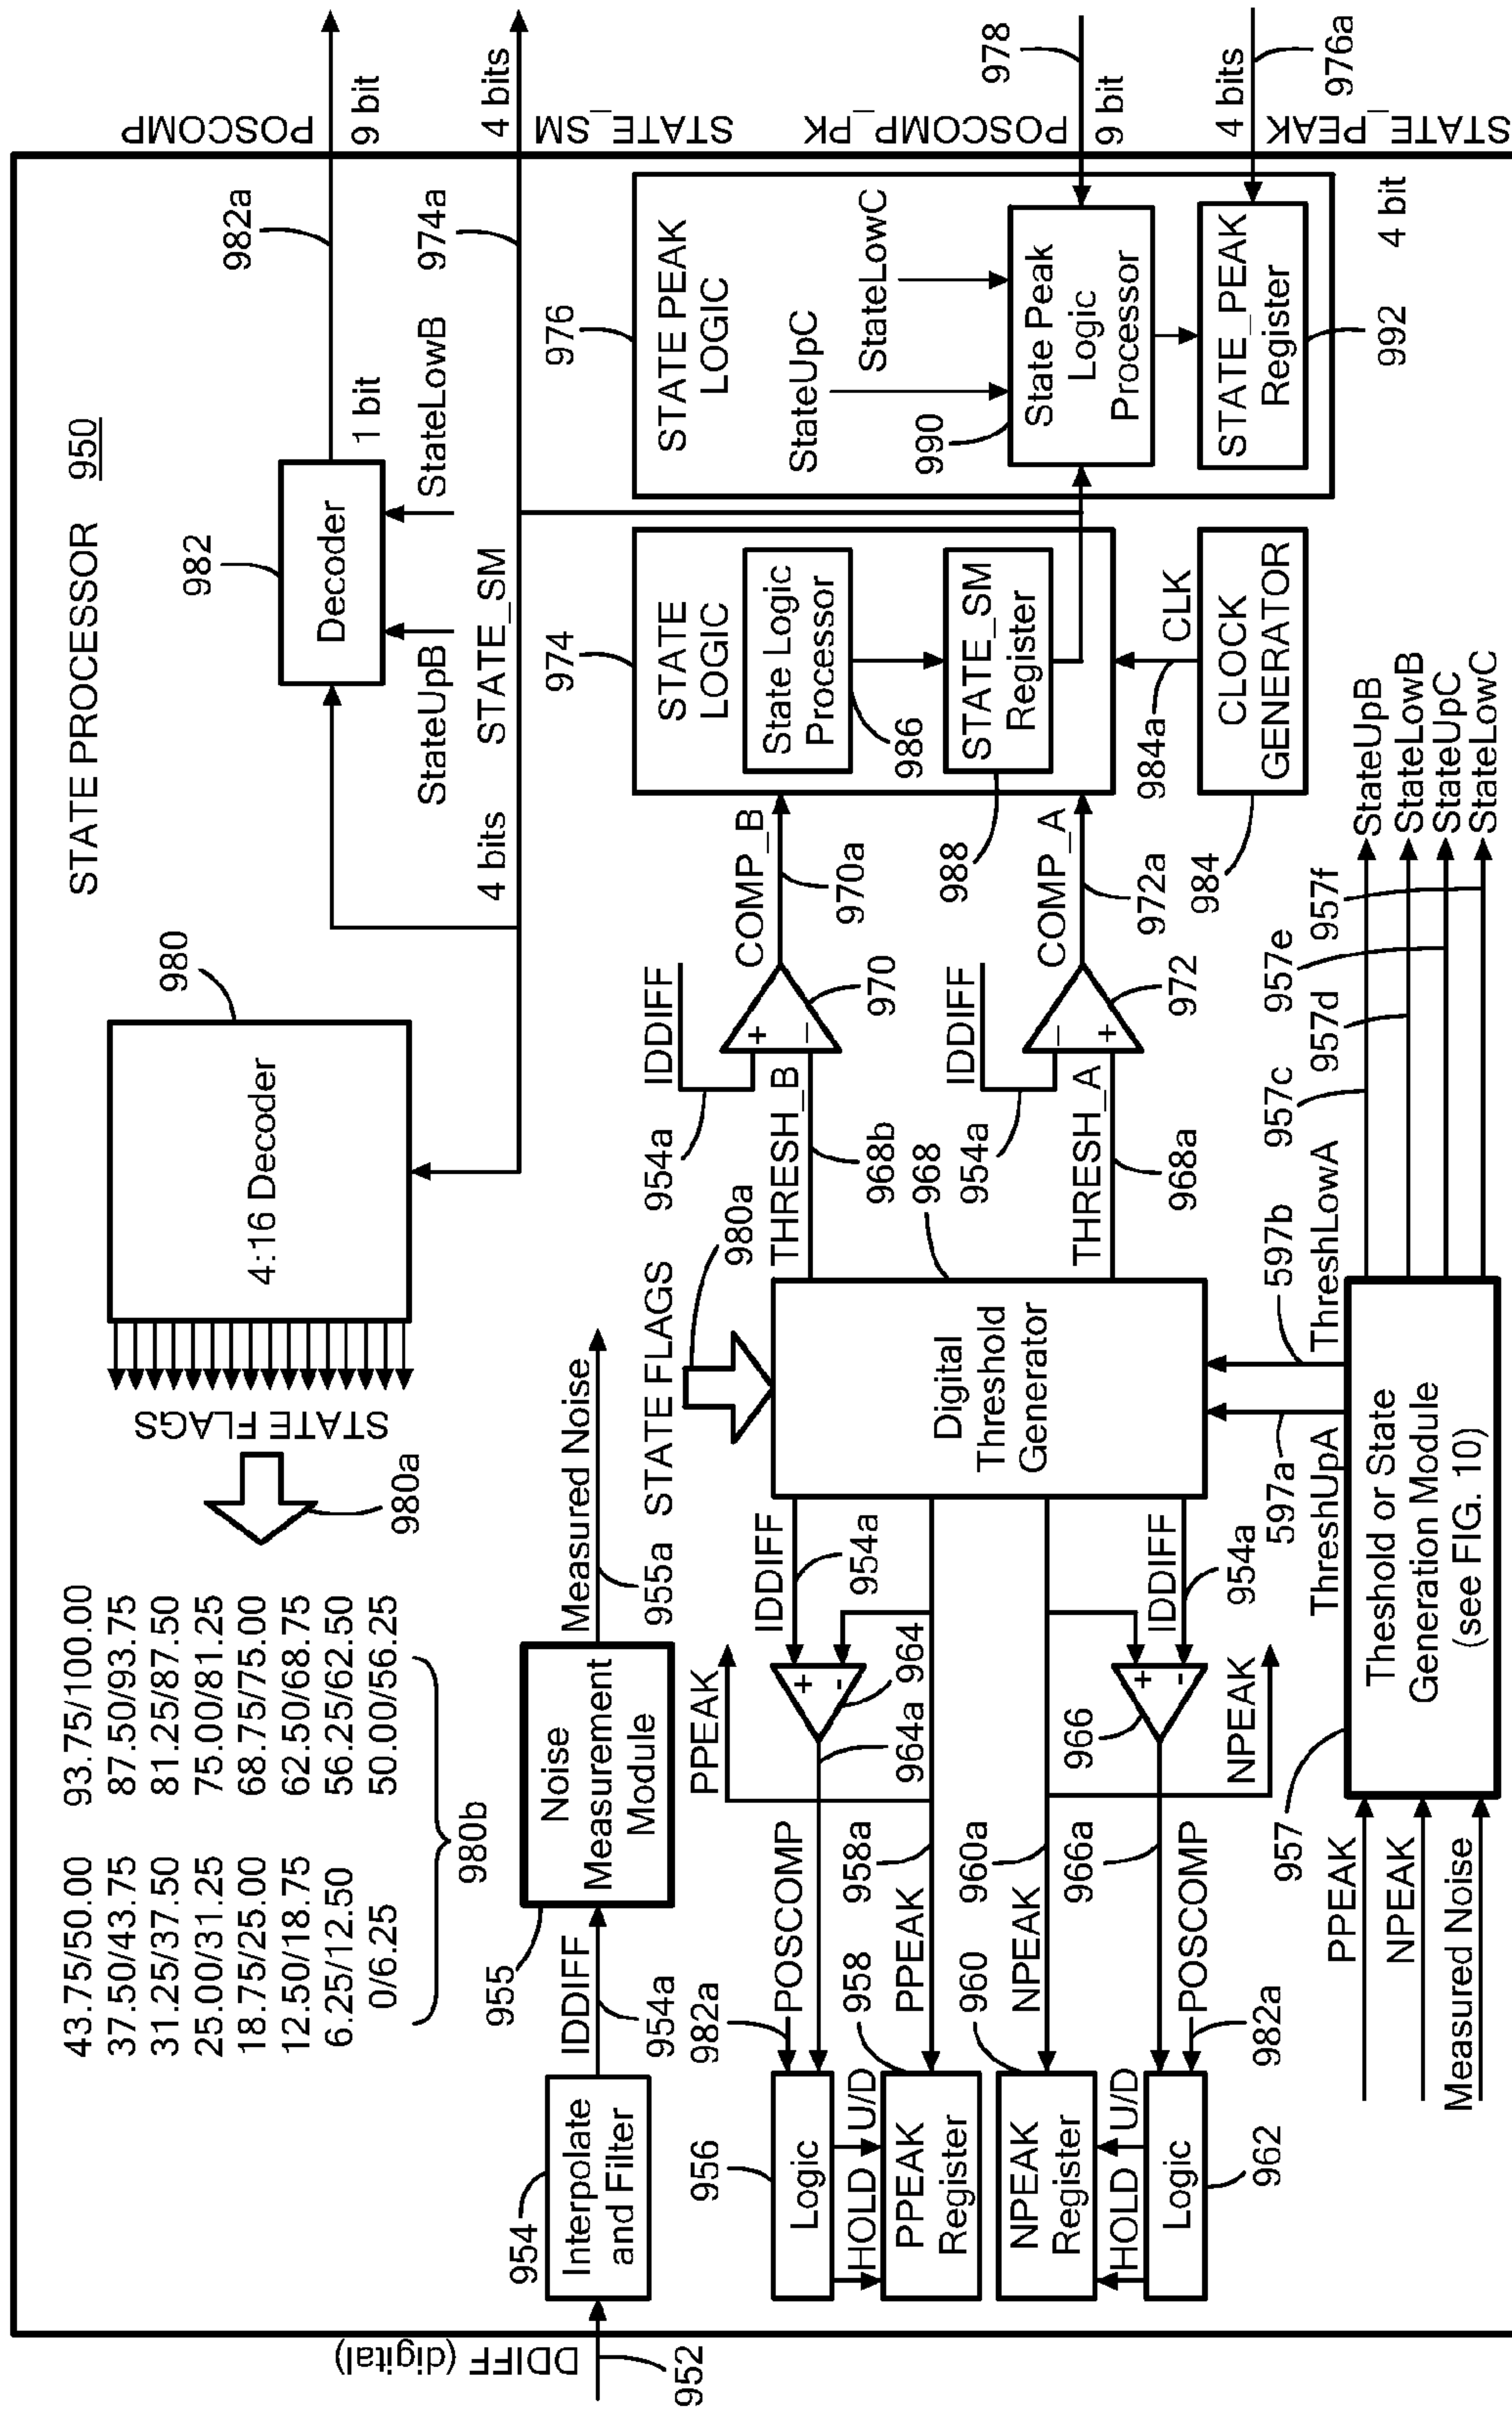 STATE PROCESSOR 950
43.75/50.00 93.75/100.00
37.50/43.75 87.50/93.75
31.25/37.50 81.25/87.50
25.00/31.25 75.00/81.25
18.75/25.00 68.75/75.00
12.50/18.75 62.50/68.75
6.25/12.50 56.25/62.50
0/6.25 50.00/56.25
980b
980a
STATE FLAGS
4:16 Decoder
980
982
Decoder
1 bit
StateUpB
StateLowB
982a
POSCOMP
9 bit
4 bits
STATE_SM
974a
4 bits
STATE_SM
DDIFF (digital)
952
954
Interpolate
and Filter
IDDIFF
954a
955
Noise
Measurement
Module
Measured Noise
955a
STATE FLAGS
980a
956
Logic
982a
POSCOMP
964a
964
+
-
IDDIFF
954a
PPEAK
HOLD
U/D
PPEAK
Register
958
PPEAK
958a
NPEAK
Register
960
NPEAK
960a
HOLD
U/D
Logic
962
982a
POSCOMP
966a
966
+
-
IDDIFF
954a
NPEAK
Digital
Threshold
Generator
968
THRESH_B
968b
THRESH_A
968a
IDDIFF
954a
+
–
970
COMP_B
970a
IDDIFF
954a
–
+
972
COMP_A
972a
974
STATE
LOGIC
State Logic
Processor
986
STATE_SM
Register
988
984a
CLK
CLOCK
GENERATOR
984
976
STATE PEAK
LOGIC
StateUpC
StateLowC
990
State Peak
Logic
Processor
STATE_PEAK
Register
992
4 bit
POSCOMP_PK
9 bit
978
STATE_PEAK
4 bits
976a
PPEAK
NPEAK
Measured Noise
957
Theshold or State
Generation Module
(see FIG. 10)
ThreshUpA
597a
ThreshLowA
597b
957c
957d
957e
957f
StateUpB
StateLowB
StateUpC
StateLowC